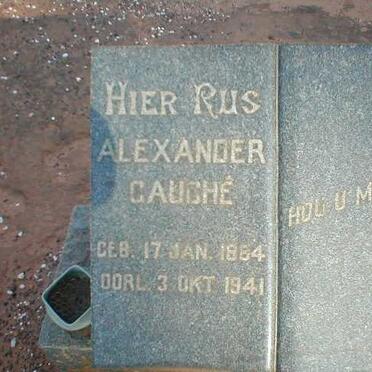 HIER RUS
ALEXANDER
GAUCHÉ
GEB. 17 JAN. 1864
OORL. 3 OKT 1941
HOU U M